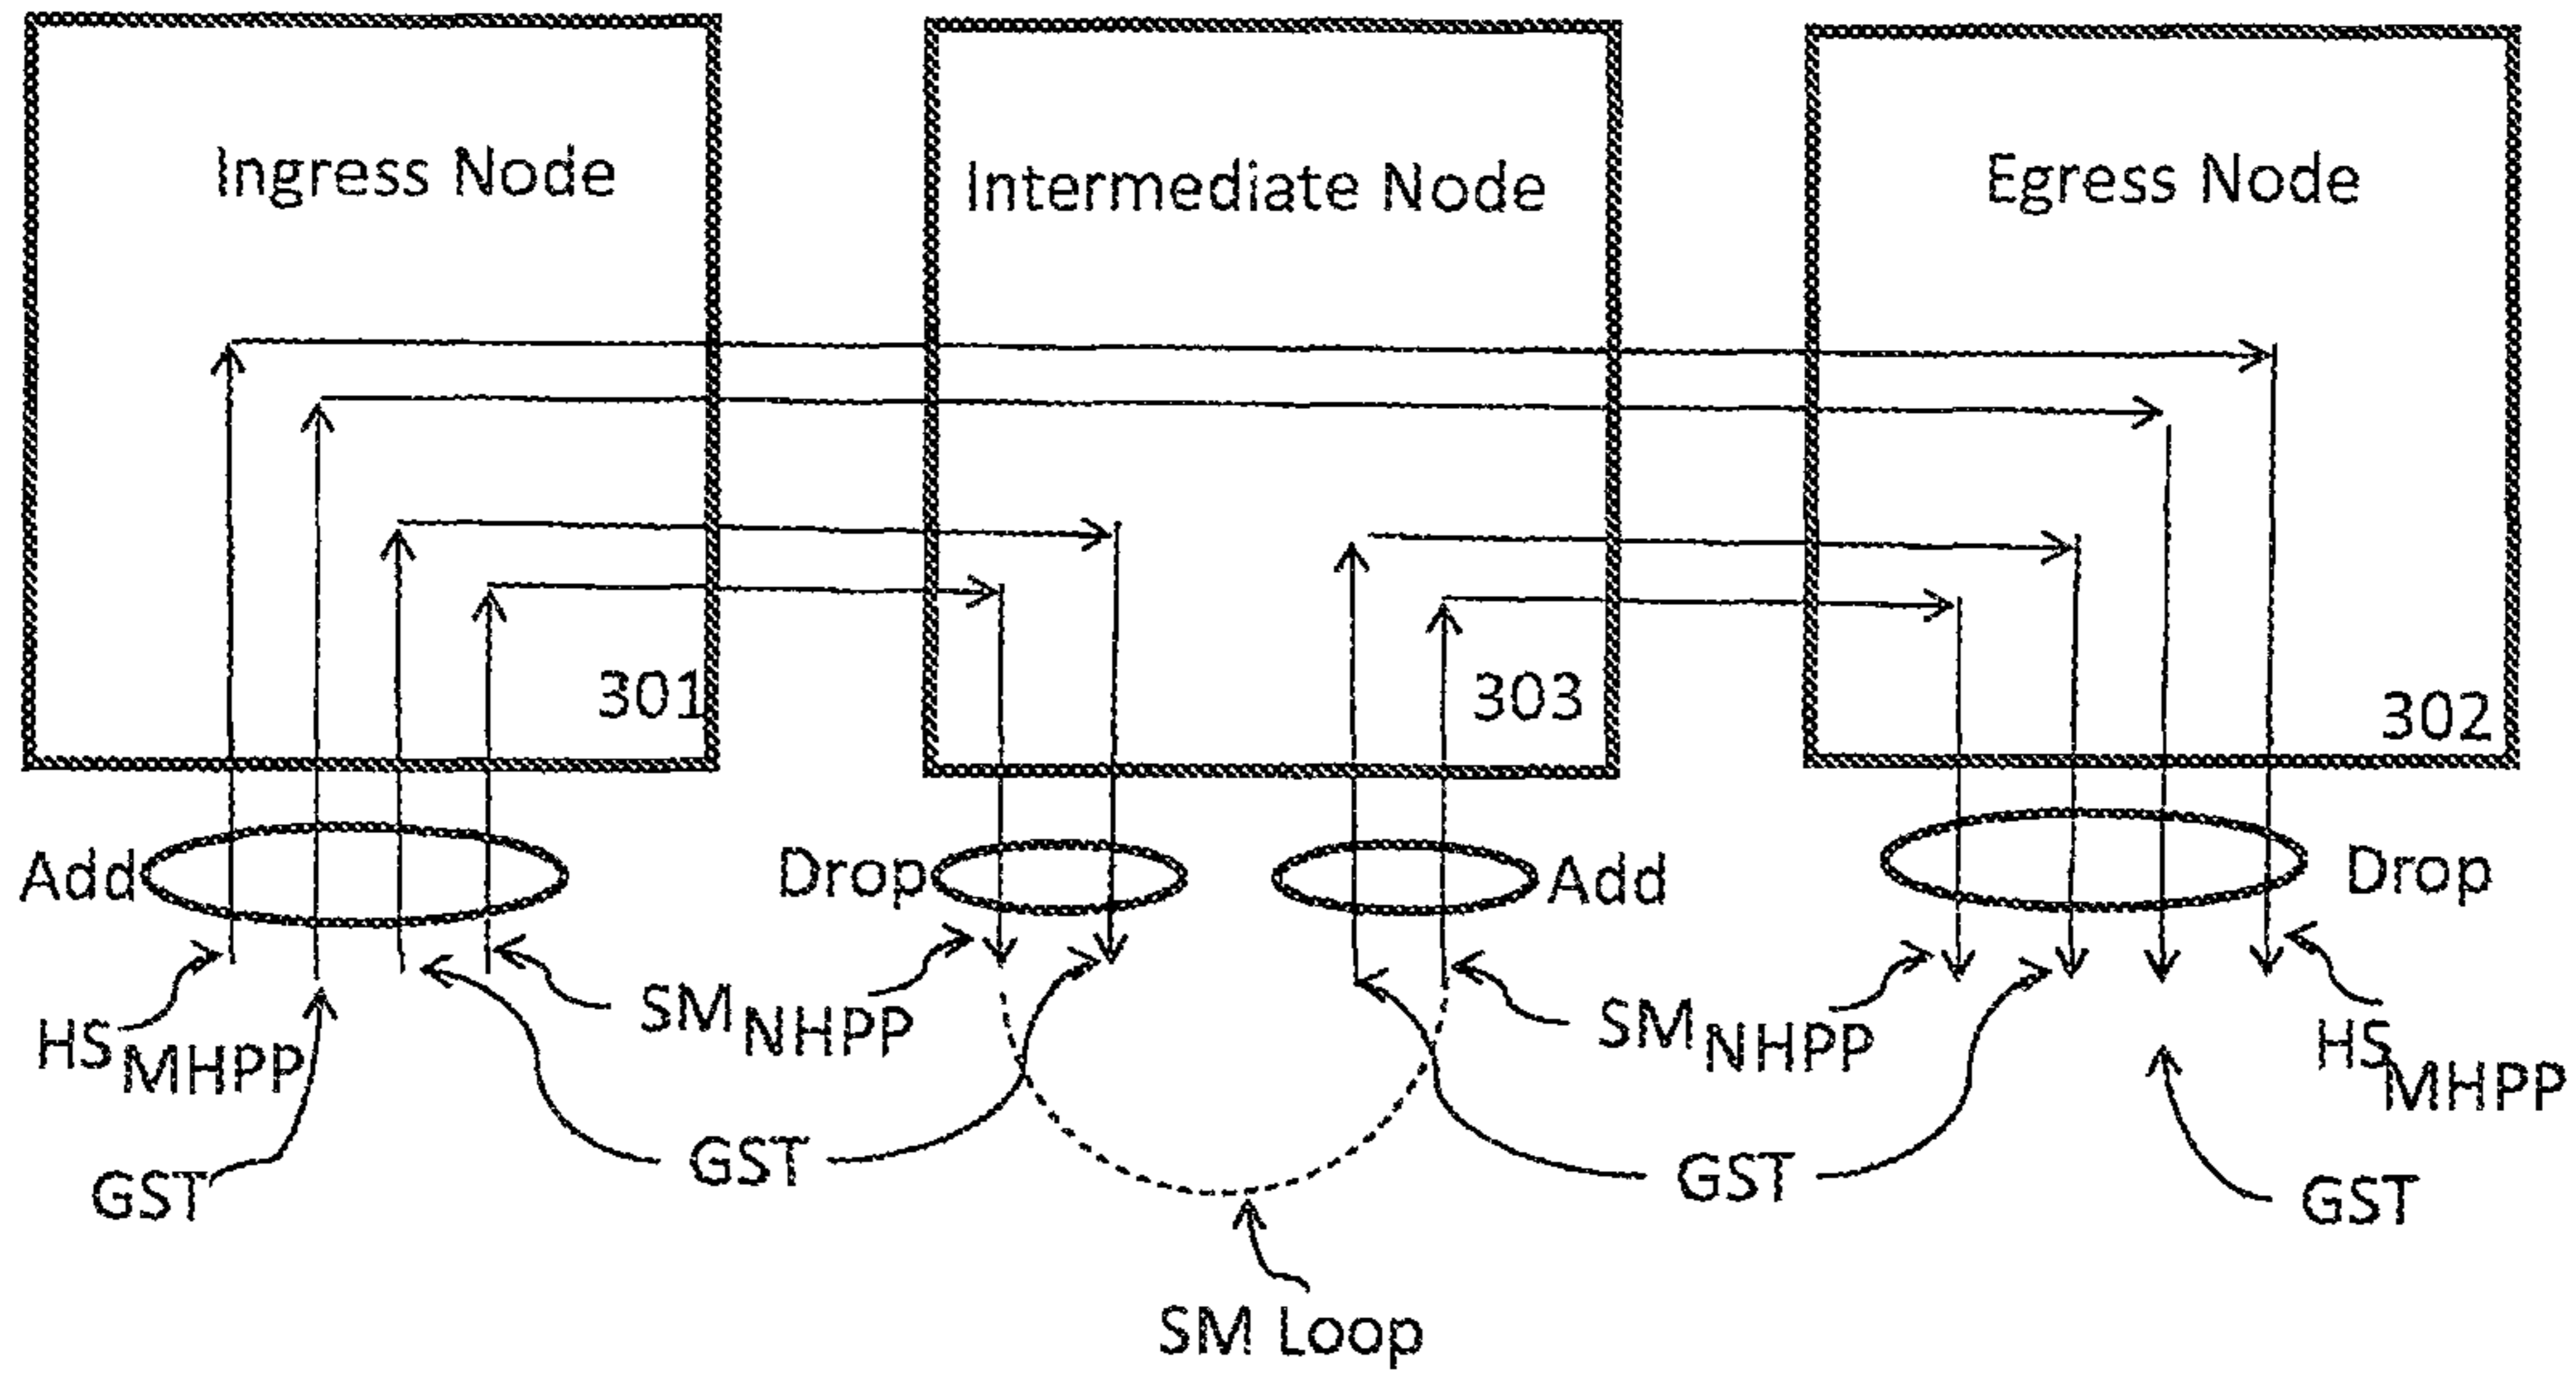 Ingress Node
Intermediate Node
Egress Node
301
303
302
Add
Drop
Add
Drop
HS MHPP
SM NHPP
SM NHPP
HS MHPP
GST
GST
GST
GST
SM Loop